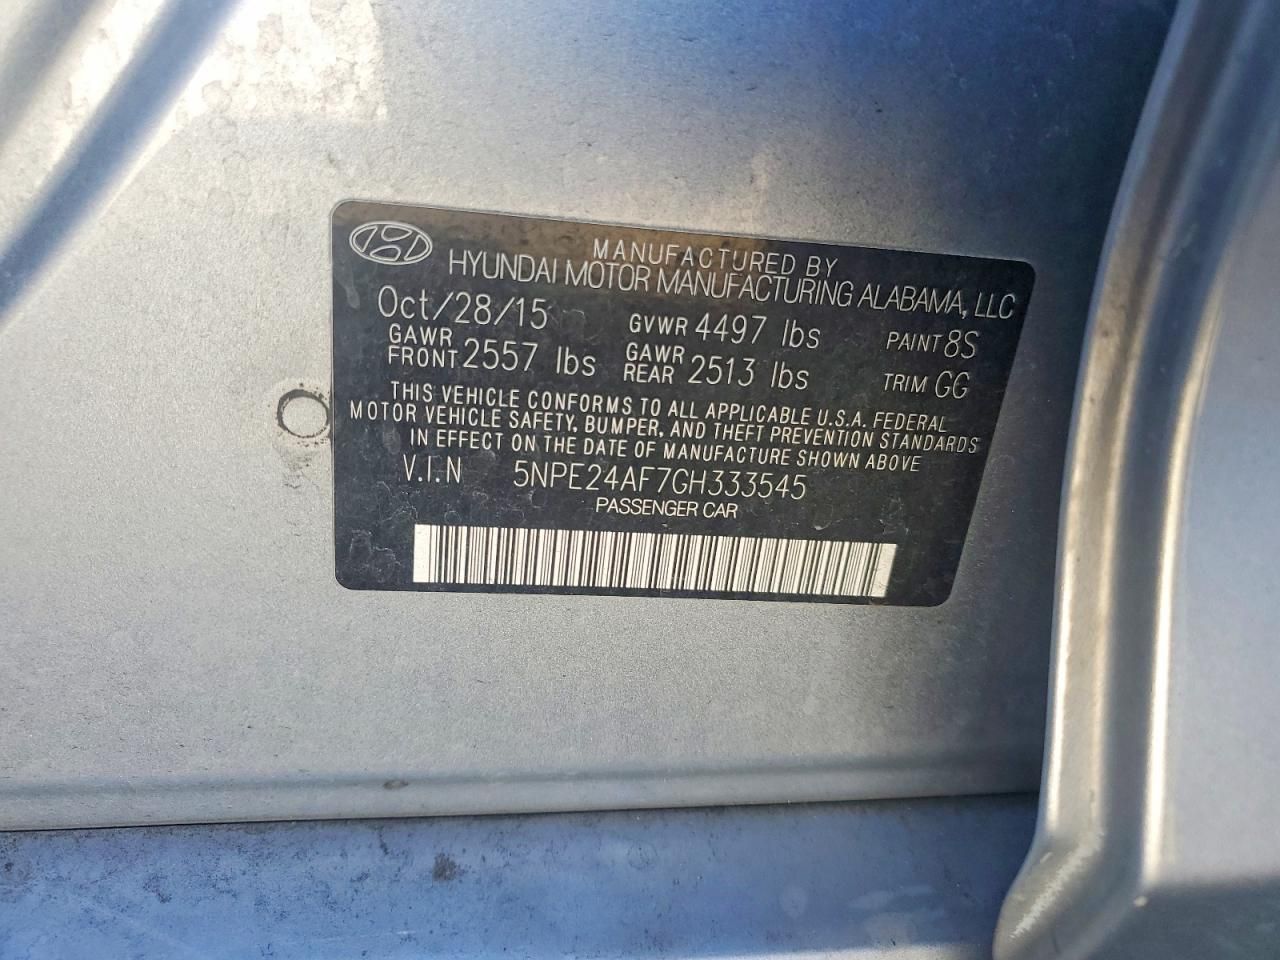 MANUFACTURED BY
HYUNDAI MOTOR MANUFACTURING ALABAMA, LLC
Oct/28/15 GVWR 4497 lbs PAINT 8S
GAWR FRONT 2557 lbs GAWR REAR 2513 lbs TRIM GG
THIS VEHICLE CONFORMS TO ALL APPLICABLE U.S.A. FEDERAL
MOTOR VEHICLE SAFETY, BUMPER, AND THEFT PREVENTION STANDARDS
IN EFFECT ON THE DATE OF MANUFACTURE SHOWN ABOVE
V.I.N 5NPE24AF7GH333545
PASSENGER CAR